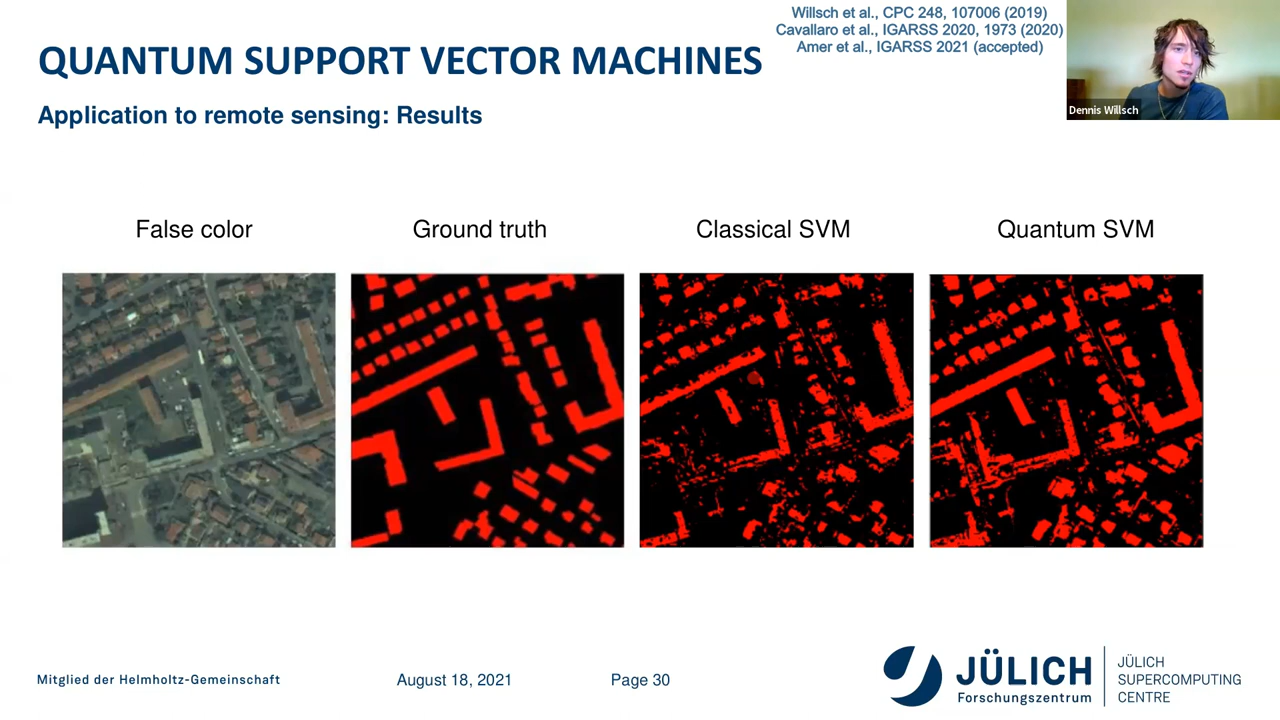 Willsch et al., CPC 248, 107006 (2019)
Cavallaro et al., IGARSS 2020, 1973 (2020)
Amer et al., IGARSS 2021 (accepted)
QUANTUM SUPPORT VECTOR MACHINES
Application to remote sensing: Results
Dennis Willsch
False color
Ground truth
Classical SVM
Quantum SVM
Mitglied der Helmholtz-Gemeinschaft
August 18, 2021
Page 30
JÜLICH
Forschungszentrum
JÜLICH
SUPERCOMPUTING
CENTRE